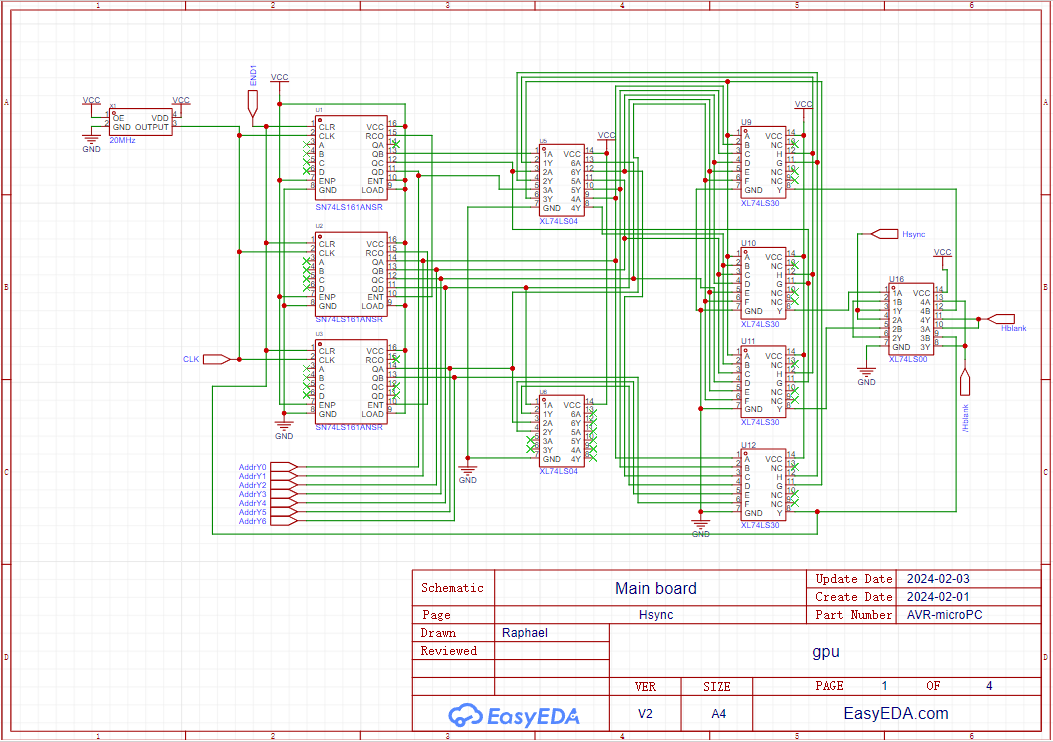 1 2 3 4 5 6
A
B
C
D
VCC
X1
OE VDD
GND OUTPUT
VCC
GND
20MHz
END1
VCC
U1
CLR VCC
CLK RCO
A QA
B QB
C QC
D QD
ENP ENT
GND LOAD
SN74LS161ANSR
U2
CLR VCC
CLK RCO
A QA
B QB
C QC
D QD
ENP ENT
GND LOAD
SN74LS161ANSR
U3
CLR VCC
CLK RCO
A QA
B QB
C QC
D QD
ENP ENT
GND LOAD
SN74LS161ANSR
CLK
GND
AddrY0
AddrY1
AddrY2
AddrY3
AddrY4
AddrY5
AddrY6
VCC
1A VCC
1Y 6A
2A 6Y
2Y 5A
3A 5Y
3Y 4A
GND 4Y
XL74LS04
1A VCC
1Y 6A
2A 6Y
2Y 5A
3A 5Y
3Y 4A
GND 4Y
XL74LS04
GND
VCC
U9
A VCC
B NC
C H
D G
E NC
F NC
GND Y
XL74LS30
U10
A VCC
B NC
C H
D G
E NC
F NC
GND Y
XL74LS30
U11
A VCC
B NC
C H
D G
E NC
F NC
GND Y
XL74LS30
U12
A VCC
B NC
C H
D G
E NC
F NC
GND Y
XL74LS30
GND
Hsync
VCC
U16
1A VCC
1B 4A
1Y 4B
2A 4Y
2B 3A
2Y 3B
GND 3Y
XL74LS00
GND
Hblank
/Hblank
Schematic Main board Update Date 2024-02-03
Create Date 2024-02-01
Page Hsync Part Number AVR-microPC
Drawn Raphael
Reviewed
gpu
VER SIZE PAGE 1 OF 4
EasyEDA V2 A4 EasyEDA.com
1 2 3 4 5 6